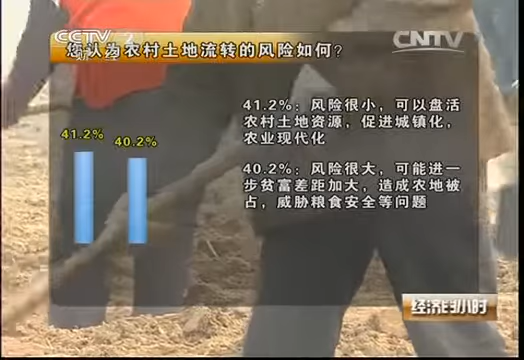 CCTV 2
CNTV
您认为农村土地流转的风险如何？
41.2%：风险很小，可以盘活
农村土地资源，促进城镇化，
农业现代化
41.2%
40.2%
40.2%：风险很大，可能进一
步贫富差距加大，造成农地被
占，威胁粮食安全等问题
经济半小时